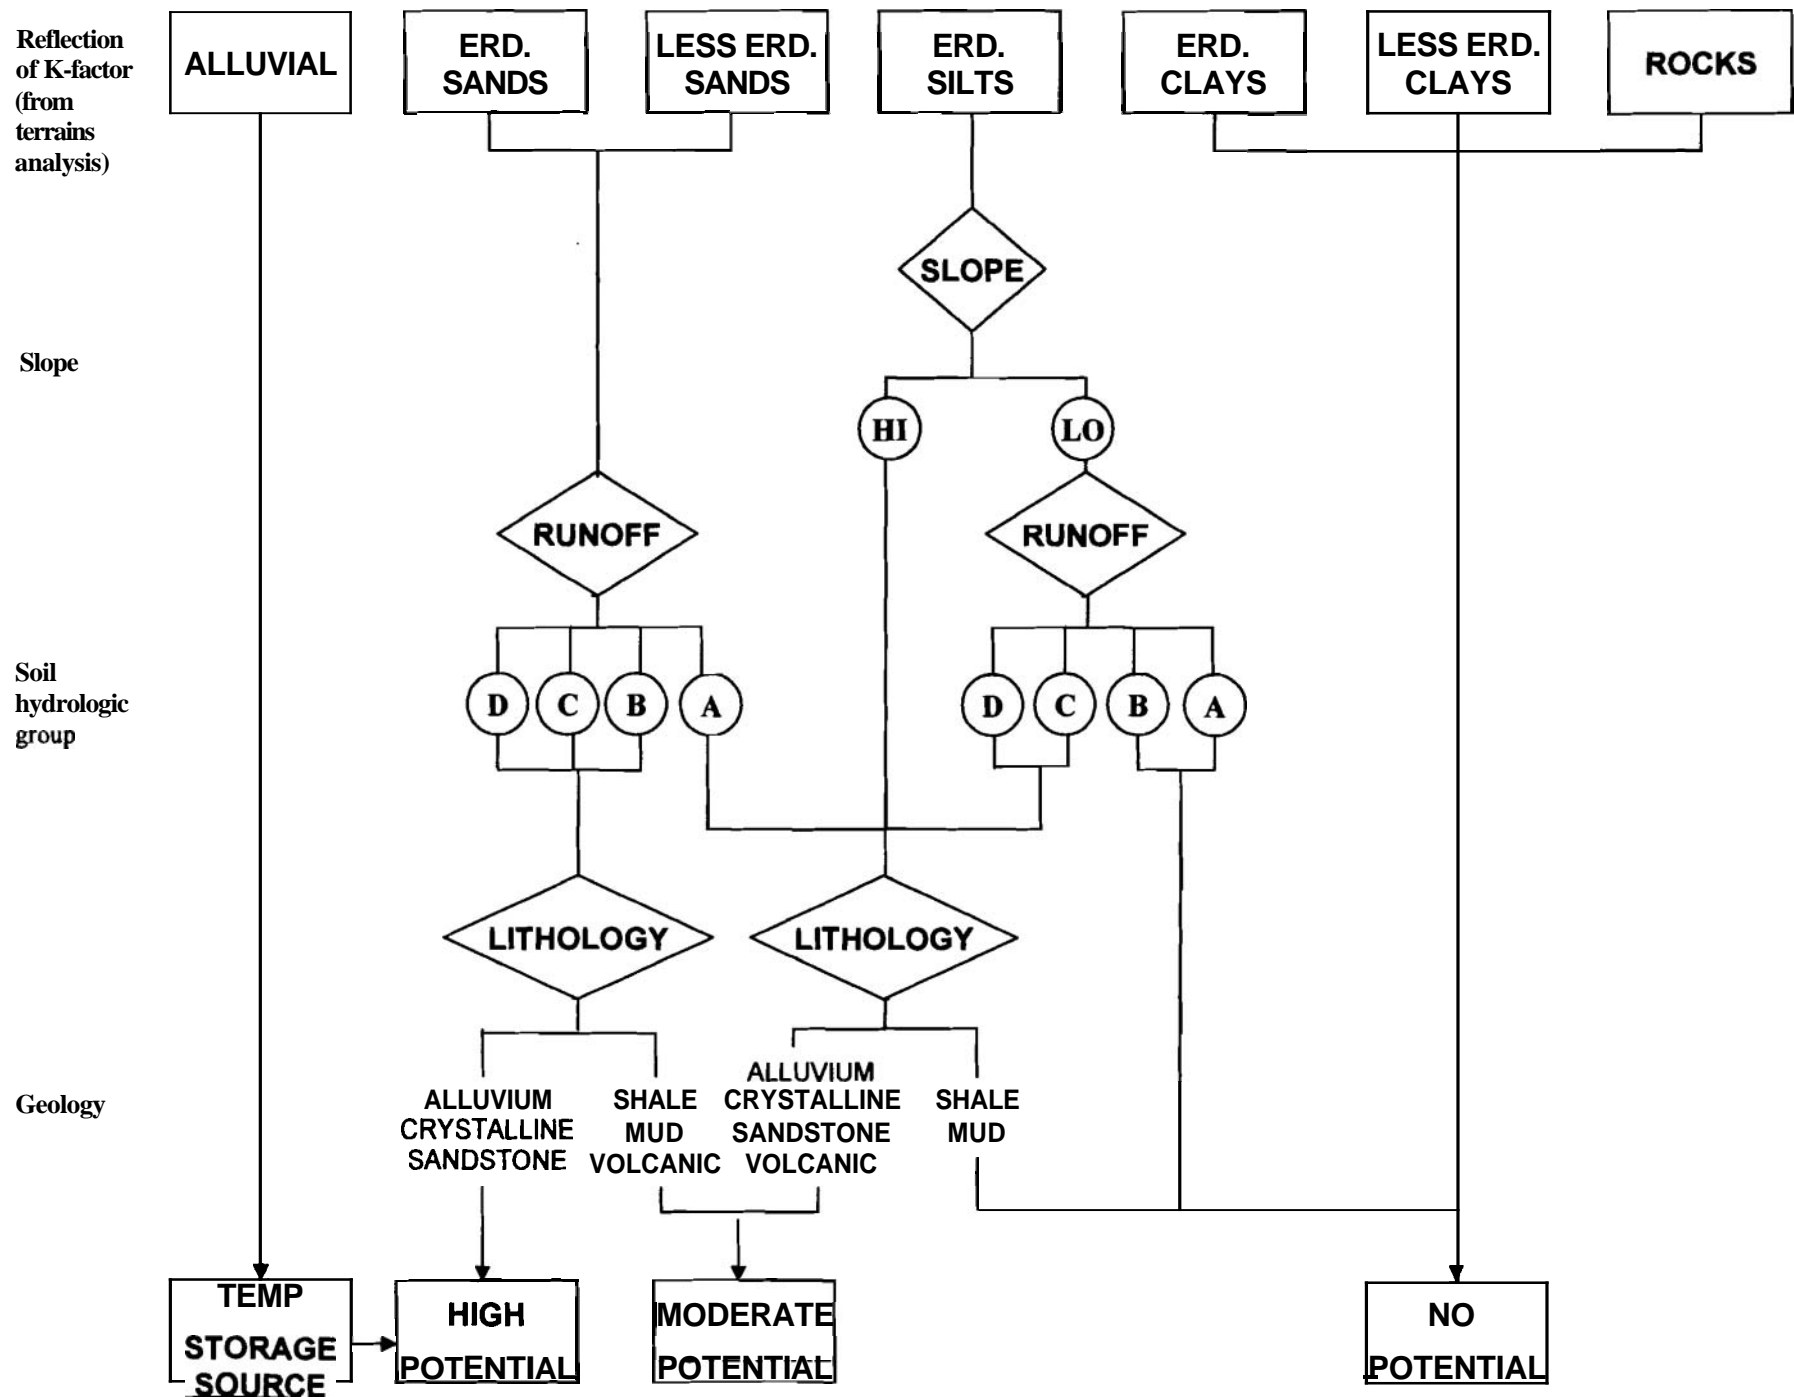 Reflection
of K-factor
(from
terrains
analysis)
ALLUVIAL
ERD.
SANDS
LESS ERD.
SANDS
ERD.
SILTS
ERD.
CLAYS
LESS ERD.
CLAYS
ROCKS
SLOPE
Slope
HI
LO
RUNOFF
RUNOFF
Soil
hydrologic
group
D
C
B
A
D
C
B
A
LITHOLOGY
LITHOLOGY
Geology
ALLUVIUM
CRYSTALLINE
SANDSTONE
SHALE
MUD
VOLCANIC
ALLUVIUM
CRYSTALLINE
SANDSTONE
VOLCANIC
SHALE
MUD
TEMP
STORAGE
SOURCE
HIGH
POTENTIAL
MODERATE
POTENTIAL
NO
POTENTIAL